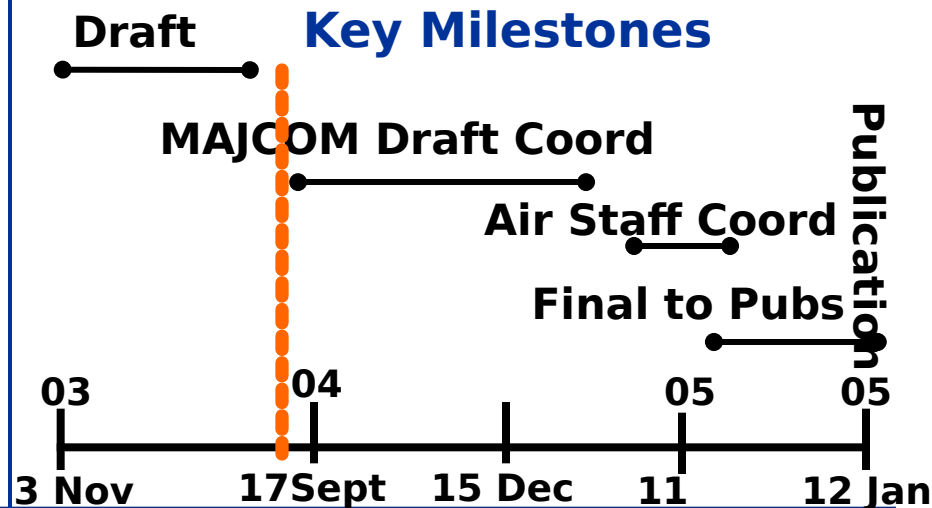 Key Milestones
Draft
MAJCOM Draft Coord
Air Staff Coord
Final to Pubs
Publication
03
04
05
05
3 Nov
17Sept
15 Dec
11
12 Jan